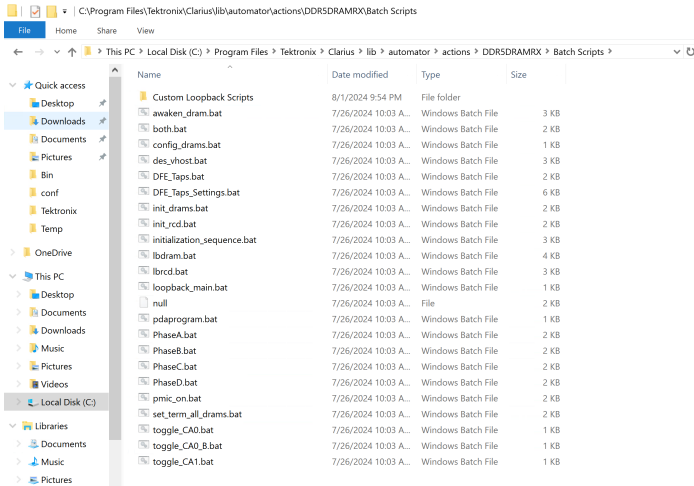 C:\Program Files\Tektronix\Clarius\lib\automator\actions\DDR5DRAMRX\Batch Scripts
File Home Share View
This PC > Local Disk (C:) > Program Files > Tektronix > Clarius > lib > automator > actions > DDR5DRAMRX > Batch Scripts >
Quick access
Desktop
Downloads
Documents
Pictures
Bin
conf
Tektronix
Temp
OneDrive
This PC
Desktop
Documents
Downloads
Music
Pictures
Videos
Local Disk (C:)
Libraries
Documents
Music
Pictures
Name Date modified Type Size
Custom Loopback Scripts 8/1/2024 9:54 PM File folder
awaken_dram.bat 7/26/2024 10:03 A... Windows Batch File 3 KB
both.bat 7/26/2024 10:03 A... Windows Batch File 2 KB
config_drams.bat 7/26/2024 10:03 A... Windows Batch File 1 KB
des_vhost.bat 7/26/2024 10:03 A... Windows Batch File 3 KB
DFE_Taps.bat 7/26/2024 10:03 A... Windows Batch File 2 KB
DFE_Taps_Settings.bat 7/26/2024 10:03 A... Windows Batch File 6 KB
init_drams.bat 7/26/2024 10:03 A... Windows Batch File 2 KB
init_rcd.bat 7/26/2024 10:03 A... Windows Batch File 2 KB
initialization_sequence.bat 7/26/2024 10:03 A... Windows Batch File 3 KB
lbdram.bat 7/26/2024 10:03 A... Windows Batch File 4 KB
lbrcd.bat 7/26/2024 10:03 A... Windows Batch File 3 KB
loopback_main.bat 7/26/2024 10:03 A... Windows Batch File 1 KB
null 7/26/2024 10:03 A... File 2 KB
pdaprogram.bat 7/26/2024 10:03 A... Windows Batch File 1 KB
PhaseA.bat 7/26/2024 10:03 A... Windows Batch File 2 KB
PhaseB.bat 7/26/2024 10:03 A... Windows Batch File 2 KB
PhaseC.bat 7/26/2024 10:03 A... Windows Batch File 2 KB
PhaseD.bat 7/26/2024 10:03 A... Windows Batch File 2 KB
pmic_on.bat 7/26/2024 10:03 A... Windows Batch File 2 KB
set_term_all_drams.bat 7/26/2024 10:03 A... Windows Batch File 2 KB
toggle_CA0.bat 7/26/2024 10:03 A... Windows Batch File 1 KB
toggle_CA0_B.bat 7/26/2024 10:03 A... Windows Batch File 1 KB
toggle_CA1.bat 7/26/2024 10:03 A... Windows Batch File 1 KB